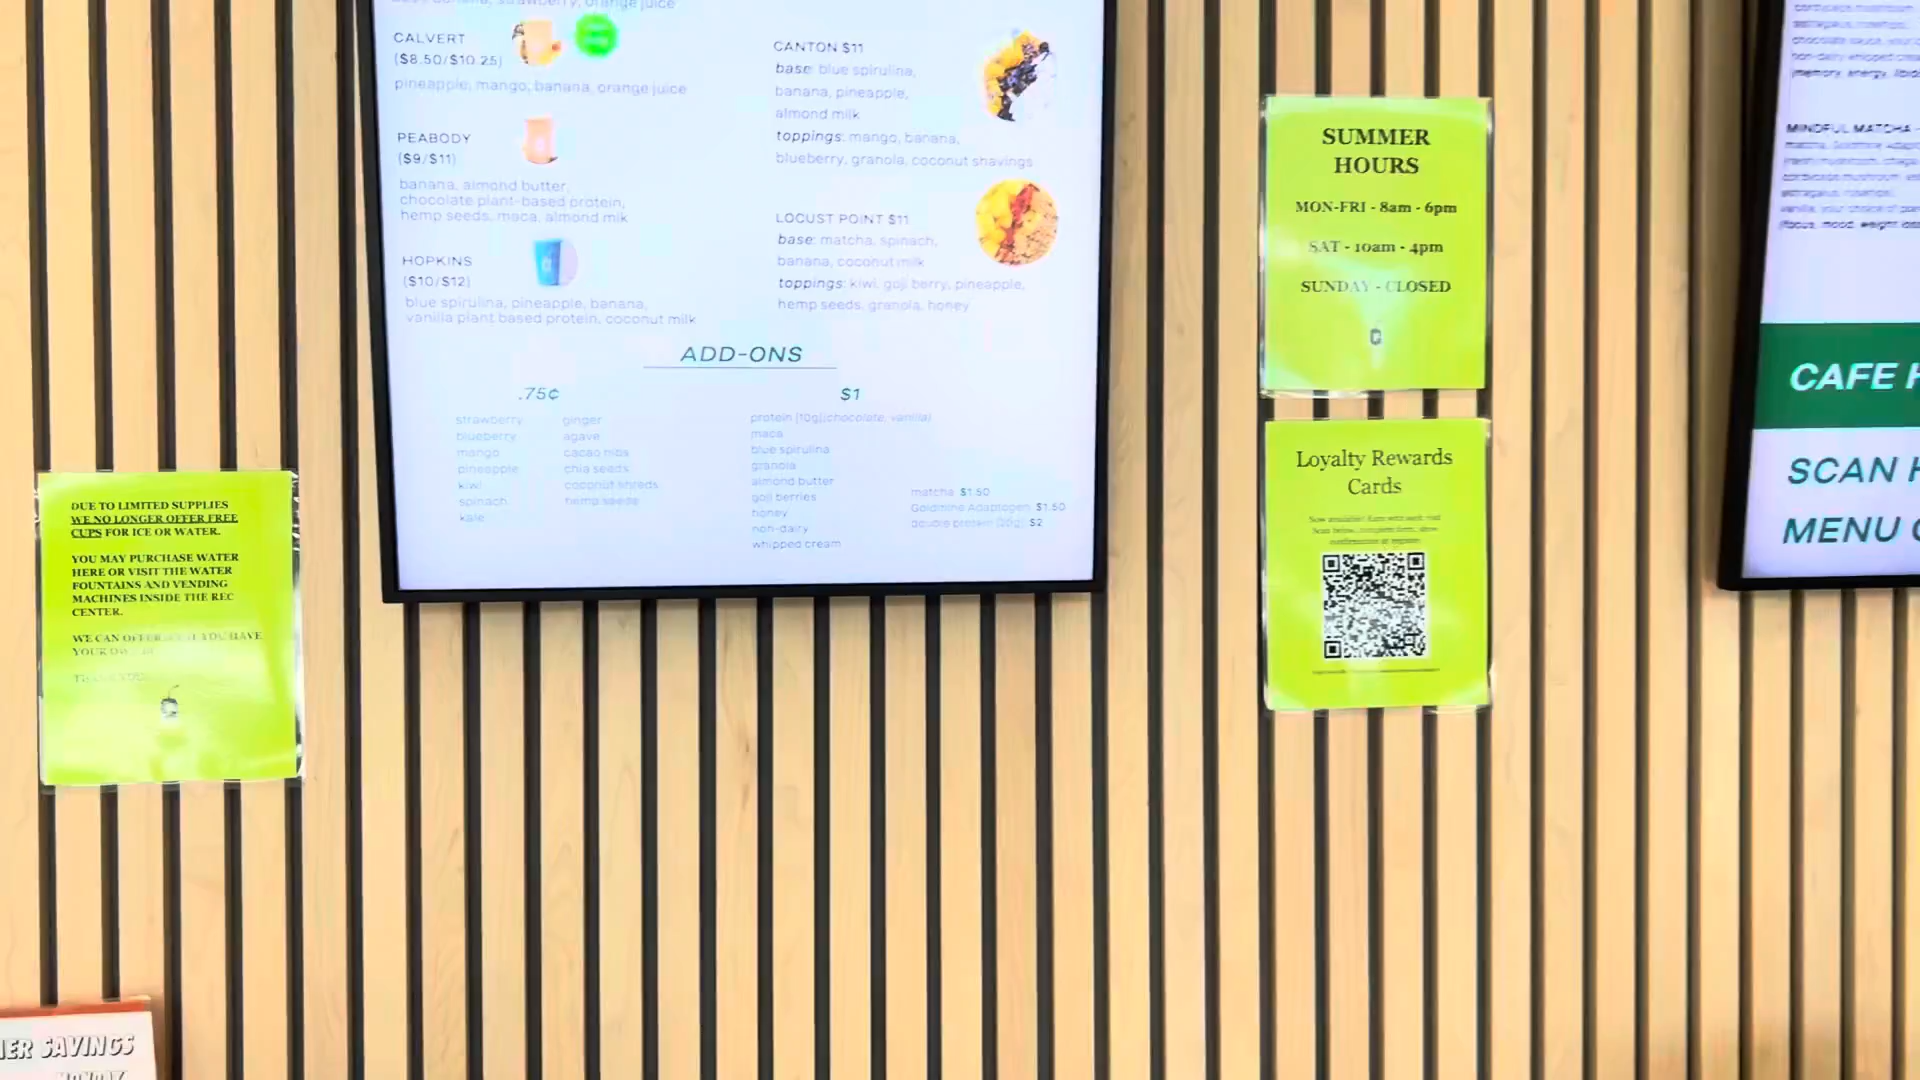 CALVERT
($8.50/$10.25)
pineapple, mango, banana, orange juice
PEABODY
($9/$11)
banana, almond butter,
chocolate plant-based protein,
hemp seeds, maca, almond milk
HOPKINS
($10/$12)
blue spirulina, pineapple, banana,
vanilla plant based protein, coconut milk
CANTON $11
base: blue spirulina,
banana, pineapple,
almond milk
toppings: mango, banana,
blueberry, granola, coconut shavings
LOCUST POINT $11
base: matcha, spinach,
banana, coconut milk
toppings: kiwi, goji berry, pineapple,
hemp seeds, granola, honey
ADD-ONS
.75¢
strawberry
blueberry
mango
pineapple
kiwi
spinach
kale
ginger
agave
cacao nibs
chia seeds
coconut shreds
hemp seeds
$1
protein (10g)(chocolate, vanilla)
maca
blue spirulina
granola
almond butter
goji berries
honey
non-dairy
whipped cream
matcha $1.50
Goldmine Adaptogen $1.50
double protein (20g) $2
SUMMER
HOURS
MON-FRI - 8am - 6pm
SAT - 10am - 4pm
SUNDAY - CLOSED
Loyalty Rewards
Cards
DUE TO LIMITED SUPPLIES
WE NO LONGER OFFER FREE
CUPS FOR ICE OR WATER.
YOU MAY PURCHASE WATER
HERE OR VISIT THE WATER
FOUNTAINS AND VENDING
MACHINES INSIDE THE REC
CENTER.
WE CAN OFFER IF YOU HAVE
YOUR
MINDFUL MATCHA
CAFE
SCAN
MENU
SAVINGS
MONDAY